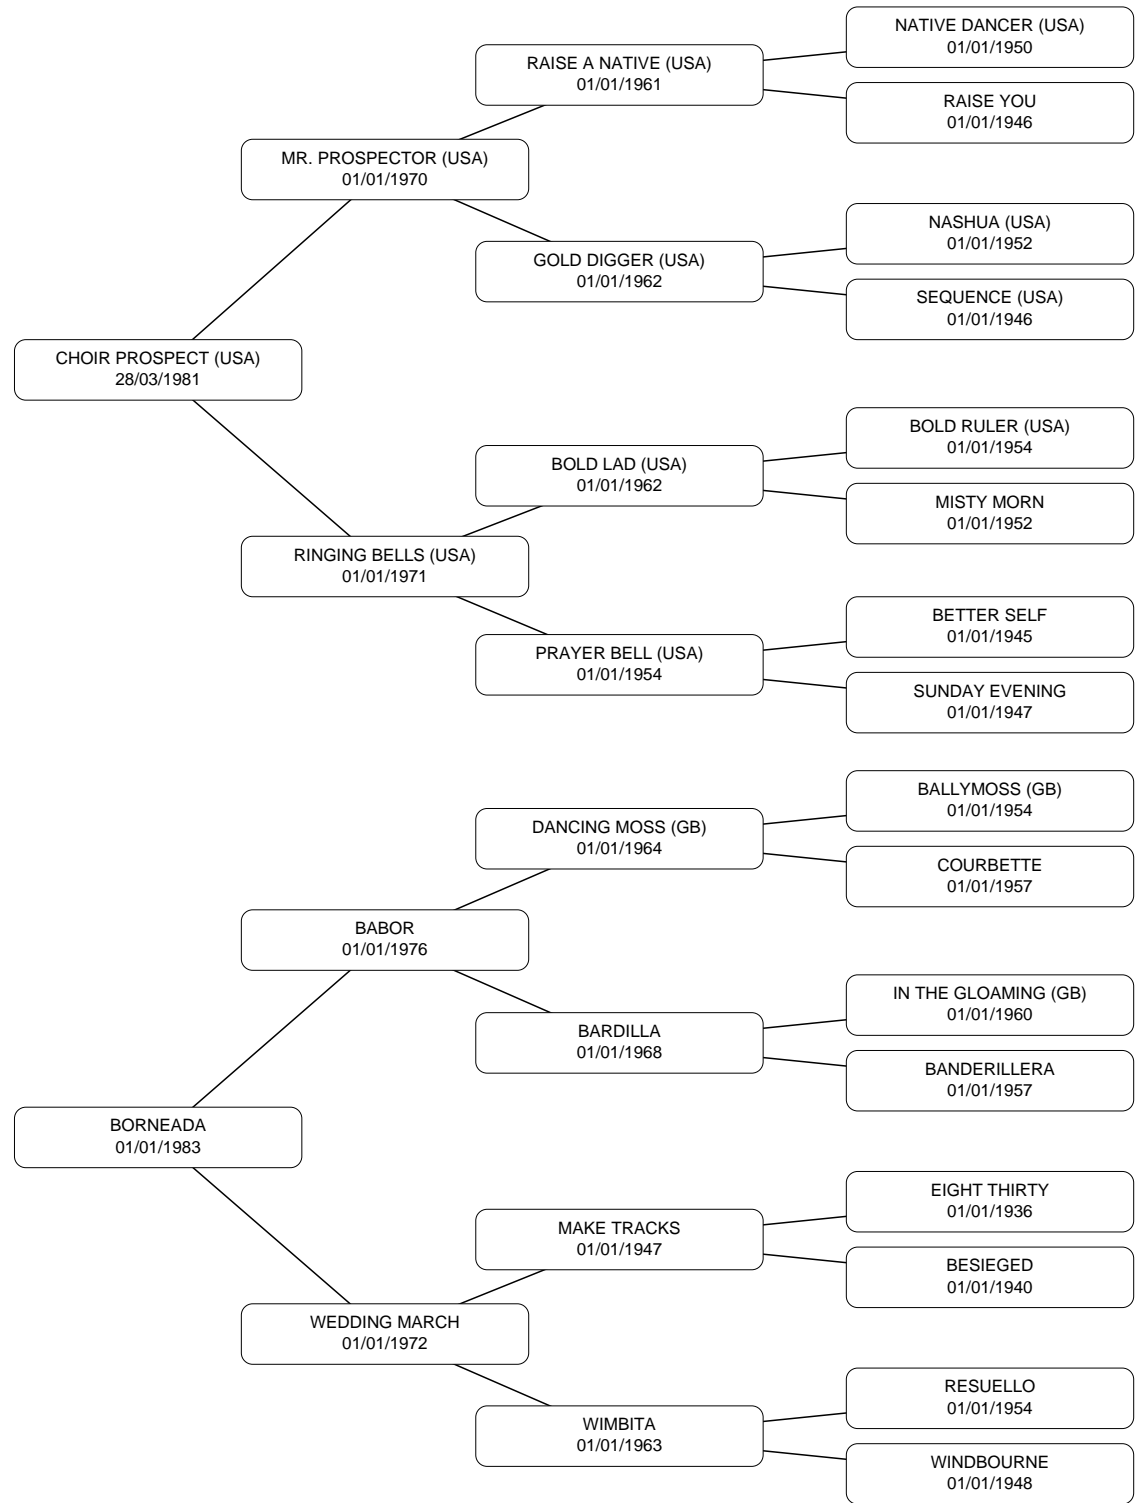 NATIVE DANCER (USA)
01/01/1950
RAISE A NATIVE (USA)
01/01/1961
RAISE YOU
01/01/1946
MR. PROSPECTOR (USA)
01/01/1970
NASHUA (USA)
01/01/1952
GOLD DIGGER (USA)
01/01/1962
SEQUENCE (USA)
01/01/1946
CHOIR PROSPECT (USA)
28/03/1981
BOLD RULER (USA)
01/01/1954
BOLD LAD (USA)
01/01/1962
MISTY MORN
01/01/1952
RINGING BELLS (USA)
01/01/1971
BETTER SELF
01/01/1945
PRAYER BELL (USA)
01/01/1954
SUNDAY EVENING
01/01/1947
BALLYMOSS (GB)
01/01/1954
DANCING MOSS (GB)
01/01/1964
COURBETTE
01/01/1957
BABOR
01/01/1976
IN THE GLOAMING (GB)
01/01/1960
BARDILLA
01/01/1968
BANDERILLERA
01/01/1957
BORNEADA
01/01/1983
EIGHT THIRTY
01/01/1936
MAKE TRACKS
01/01/1947
BESIEGED
01/01/1940
WEDDING MARCH
01/01/1972
RESUELLO
01/01/1954
WIMBITA
01/01/1963
WINDBOURNE
01/01/1948